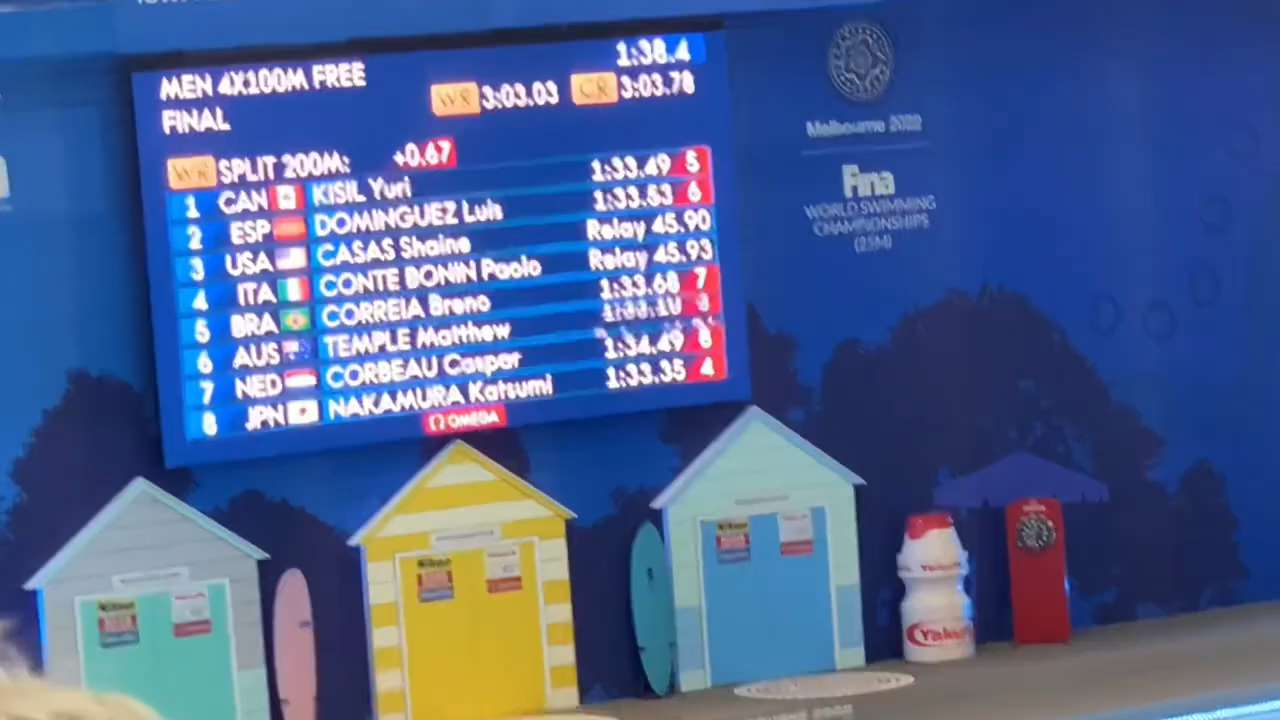 1:38.4
MEN 4X100M FREE
WR 3:03.03 CR 3:03.78
FINAL
WR SPLIT 200M: +0.67
1 CAN KISIL Yuri 1:33.49 5
2 ESP DOMINGUEZ Luis 1:33.53 6
3 USA CASAS Shaine Relay 45.90
4 ITA CONTE BONIN Paolo Relay 45.93
5 BRA CORREIA Breno 1:33.68 7
6 AUS TEMPLE Matthew
7 NED CORBEAU Caspar 1:34.49 8
8 JPN NAKAMURA Katsumi 1:33.35 4
Ω OMEGA
Melbourne 2022
Fina
WORLD SWIMMING
CHAMPIONSHIPS
(25M)
Yakult